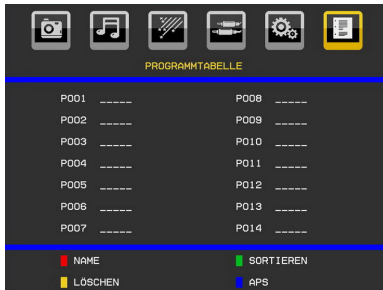 PROGRAMMTABELLE
P001 _____ P008 _____
P002 _____ P009 _____
P003 _____ P010 _____
P004 _____ P011 _____
P005 _____ P012 _____
P006 _____ P013 _____
P007 _____ P014 _____
NAME SORTIEREN
LÖSCHEN APS